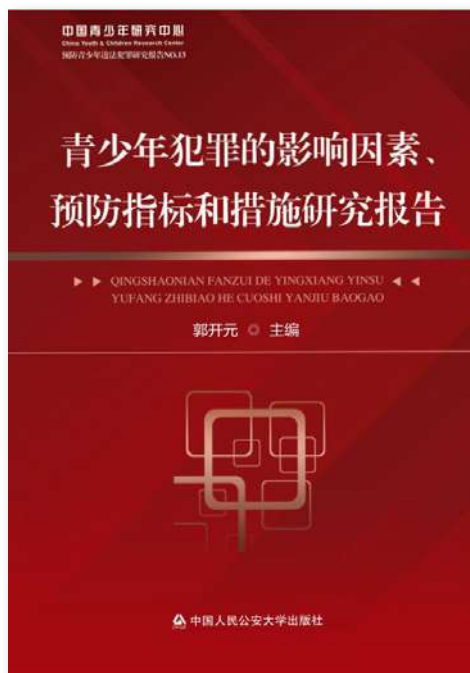 中国青少年研究中心
China Youth & Children Research Center
预防青少年违法犯罪研究报告NO.13
青少年犯罪的影响因素、
预防指标和措施研究报告
QINGSHAONIAN FANZUI DE YINGXIANG YINSU
YUFANG ZHIBIAO HE CUOSHI YANJIU BAOGAO
郭开元 主编
中国人民公安大学出版社